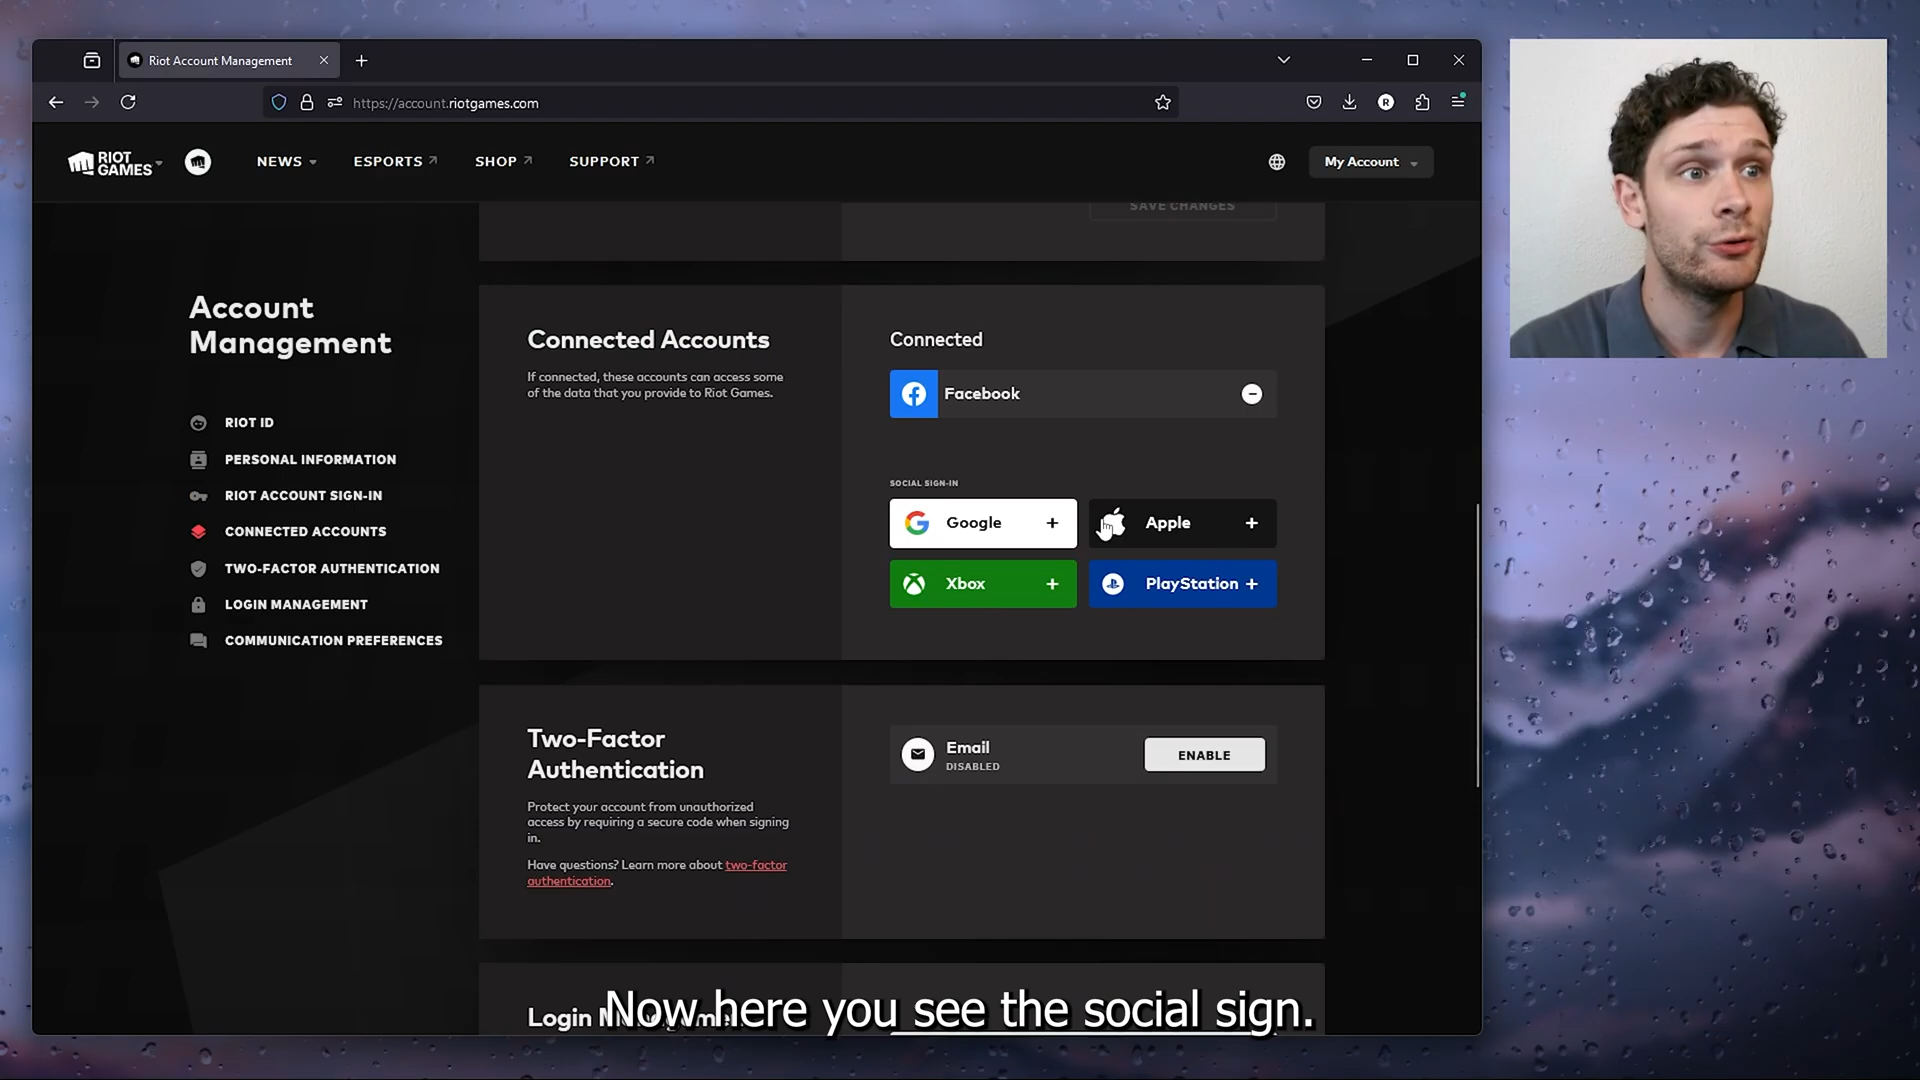 Riot Account Management
https://account.riotgames.com
RIOT GAMES
NEWS
ESPORTS
SHOP
SUPPORT
My Account
SAVE CHANGES
Account
Management
RIOT ID
PERSONAL INFORMATION
RIOT ACCOUNT SIGN-IN
CONNECTED ACCOUNTS
TWO-FACTOR AUTHENTICATION
LOGIN MANAGEMENT
COMMUNICATION PREFERENCES
Connected Accounts
If connected, these accounts can access some
of the data that you provide to Riot Games.
Connected
Facebook
SOCIAL SIGN-IN
Google +
Apple +
Xbox +
PlayStation +
Two-Factor
Authentication
Protect your account from unauthorized
access by requiring a secure code when signing
in.
Have questions? Learn more about two-factor
authentication.
Email
DISABLED
ENABLE
Login
Now here you see the social sign.